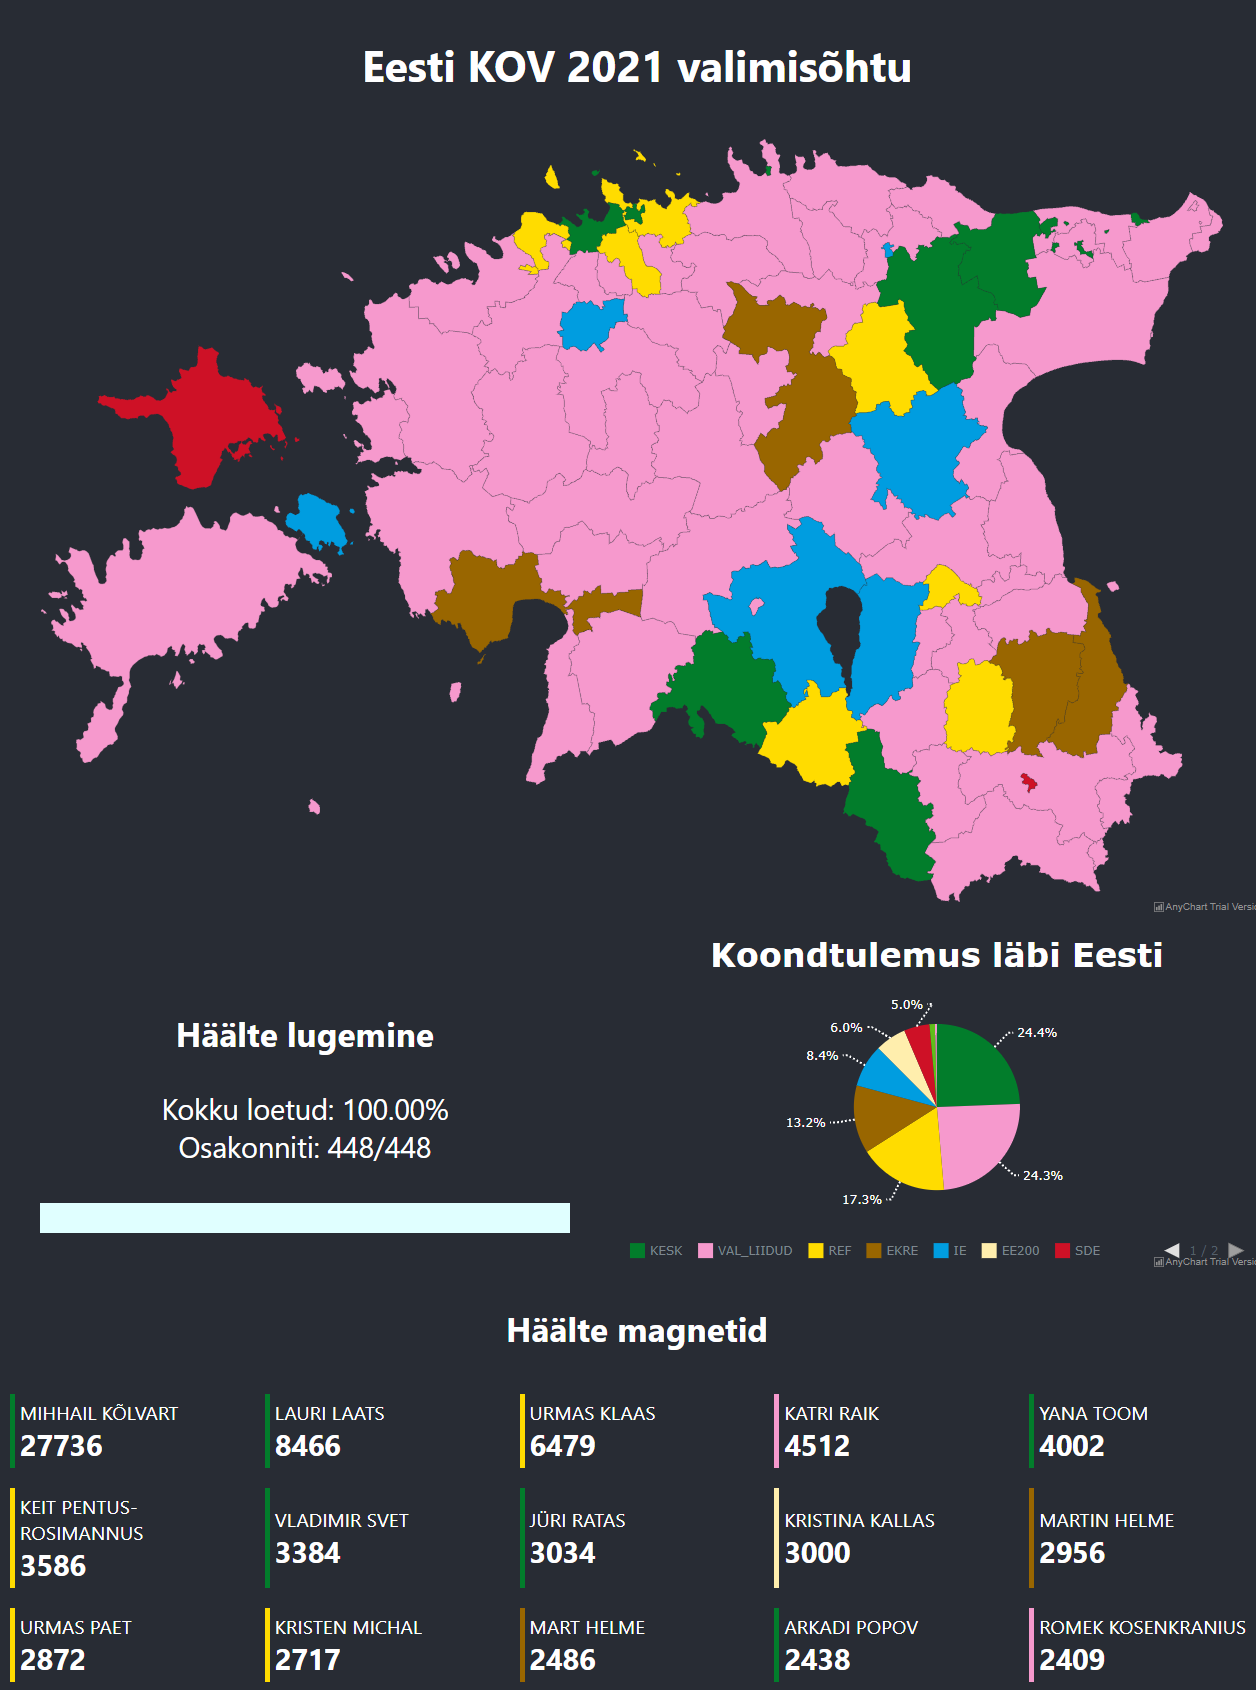 Eesti KOV 2021 valimisõhtu
AnyChart Trial Versio
Koondtulemus läbi Eesti
Häälte lugemine
Kokku loetud: 100.00%
Osakonniti: 448/448
5.0%
6.0%
8.4%
13.2%
17.3%
24.4%
24.3%
KESK VAL_LIIDUD REF EKRE IE EE200 SDE 1 / 2
AnyChart Trial Versio
Häälte magnetid
MIHHAIL KÕLVART
27736
LAURI LAATS
8466
URMAS KLAAS
6479
KATRI RAIK
4512
YANA TOOM
4002
KEIT PENTUS-
ROSIMANNUS
3586
VLADIMIR SVET
3384
JÜRI RATAS
3034
KRISTINA KALLAS
3000
MARTIN HELME
2956
URMAS PAET
2872
KRISTEN MICHAL
2717
MART HELME
2486
ARKADI POPOV
2438
ROMEK KOSENKRANIUS
2409